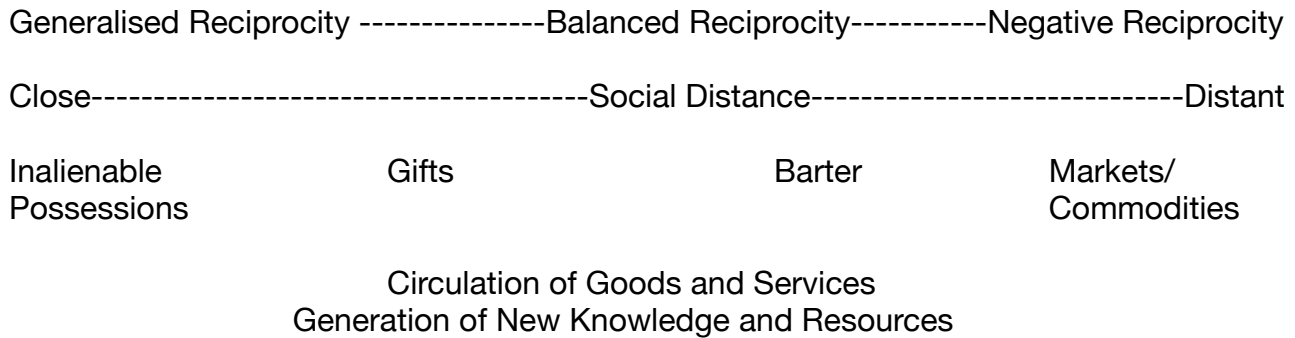 Generalised Reciprocity ---------------Balanced Reciprocity-----------Negative Reciprocity
Close----------------------------------------Social Distance------------------------------Distant
Inalienable Gifts Barter Markets/
Possessions Commodities
Circulation of Goods and Services
Generation of New Knowledge and Resources